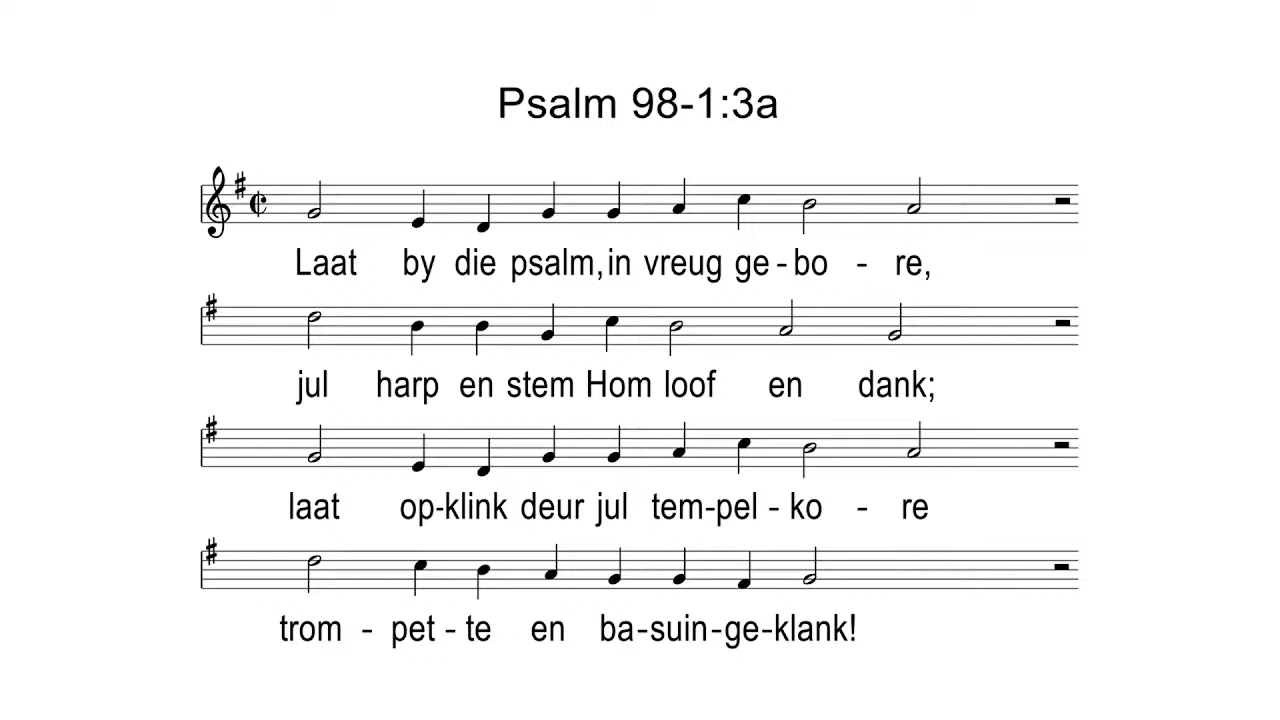 Psalm 98-1:3a
Laat by die psalm, in vreug ge - bo - re,
jul harp en stem Hom loof en dank;
laat op-klink deur jul tem-pel - ko - re
trom - pet - te en ba-suin-ge-klank!